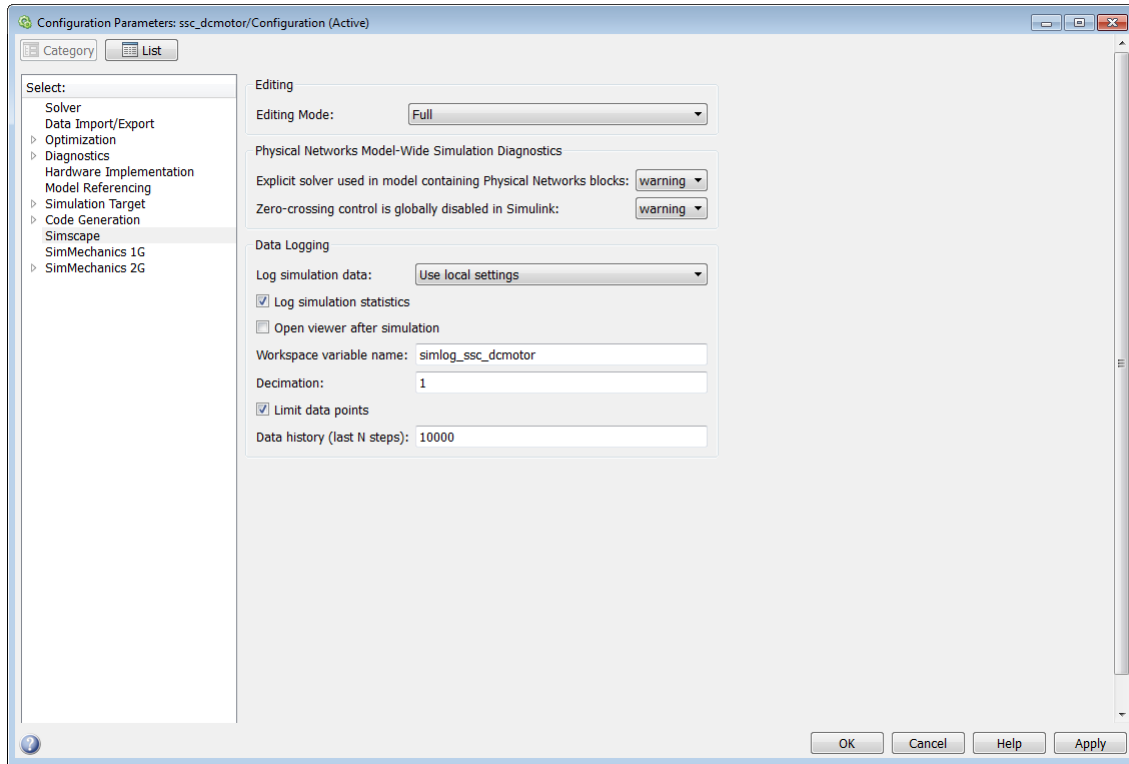 Configuration Parameters: ssc_dcmotor/Configuration (Active)
Category
List
Select:
Solver
Data Import/Export
Optimization
Diagnostics
Hardware Implementation
Model Referencing
Simulation Target
Code Generation
Simscape
SimMechanics 1G
SimMechanics 2G
Editing
Editing Mode: Full
Physical Networks Model-Wide Simulation Diagnostics
Explicit solver used in model containing Physical Networks blocks: warning
Zero-crossing control is globally disabled in Simulink: warning
Data Logging
Log simulation data: Use local settings
Log simulation statistics
Open viewer after simulation
Workspace variable name: simlog_ssc_dcmotor
Decimation: 1
Limit data points
Data history (last N steps): 10000
OK Cancel Help Apply